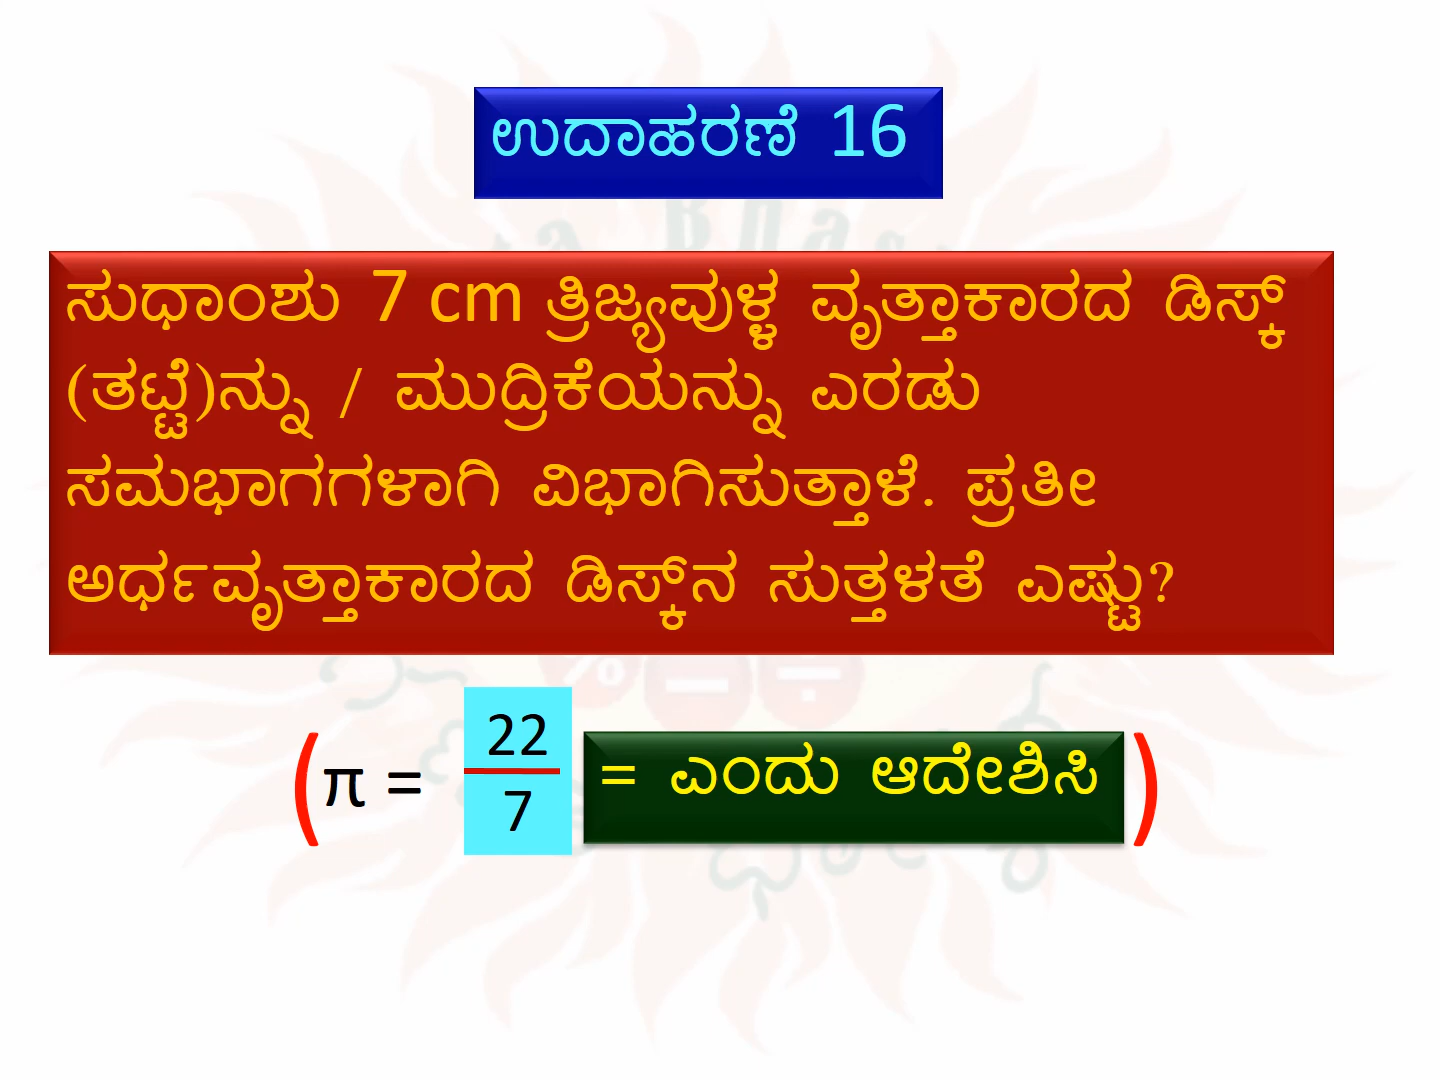 ಉದಾಹರಣೆ 16
ಸುಧಾಂಶು 7 cm ತ್ರಿಜ್ಯವುಳ್ಳ ವೃತ್ತಾಕಾರದ ಡಿಸ್ಕ್
(ತಟ್ಟೆ)ನ್ನು / ಮುದ್ರಿಕೆಯನ್ನು ಎರಡು
ಸಮಭಾಗಗಳಾಗಿ ವಿಭಾಗಿಸುತ್ತಾಳೆ. ಪ್ರತೀ
ಅರ್ಧವೃತ್ತಾಕಾರದ ಡಿಸ್ಕ್‌ನ ಸುತ್ತಳತೆ ಎಷ್ಟು?
(π = 22/7 = ಎಂದು ಆದೇಶಿಸಿ)